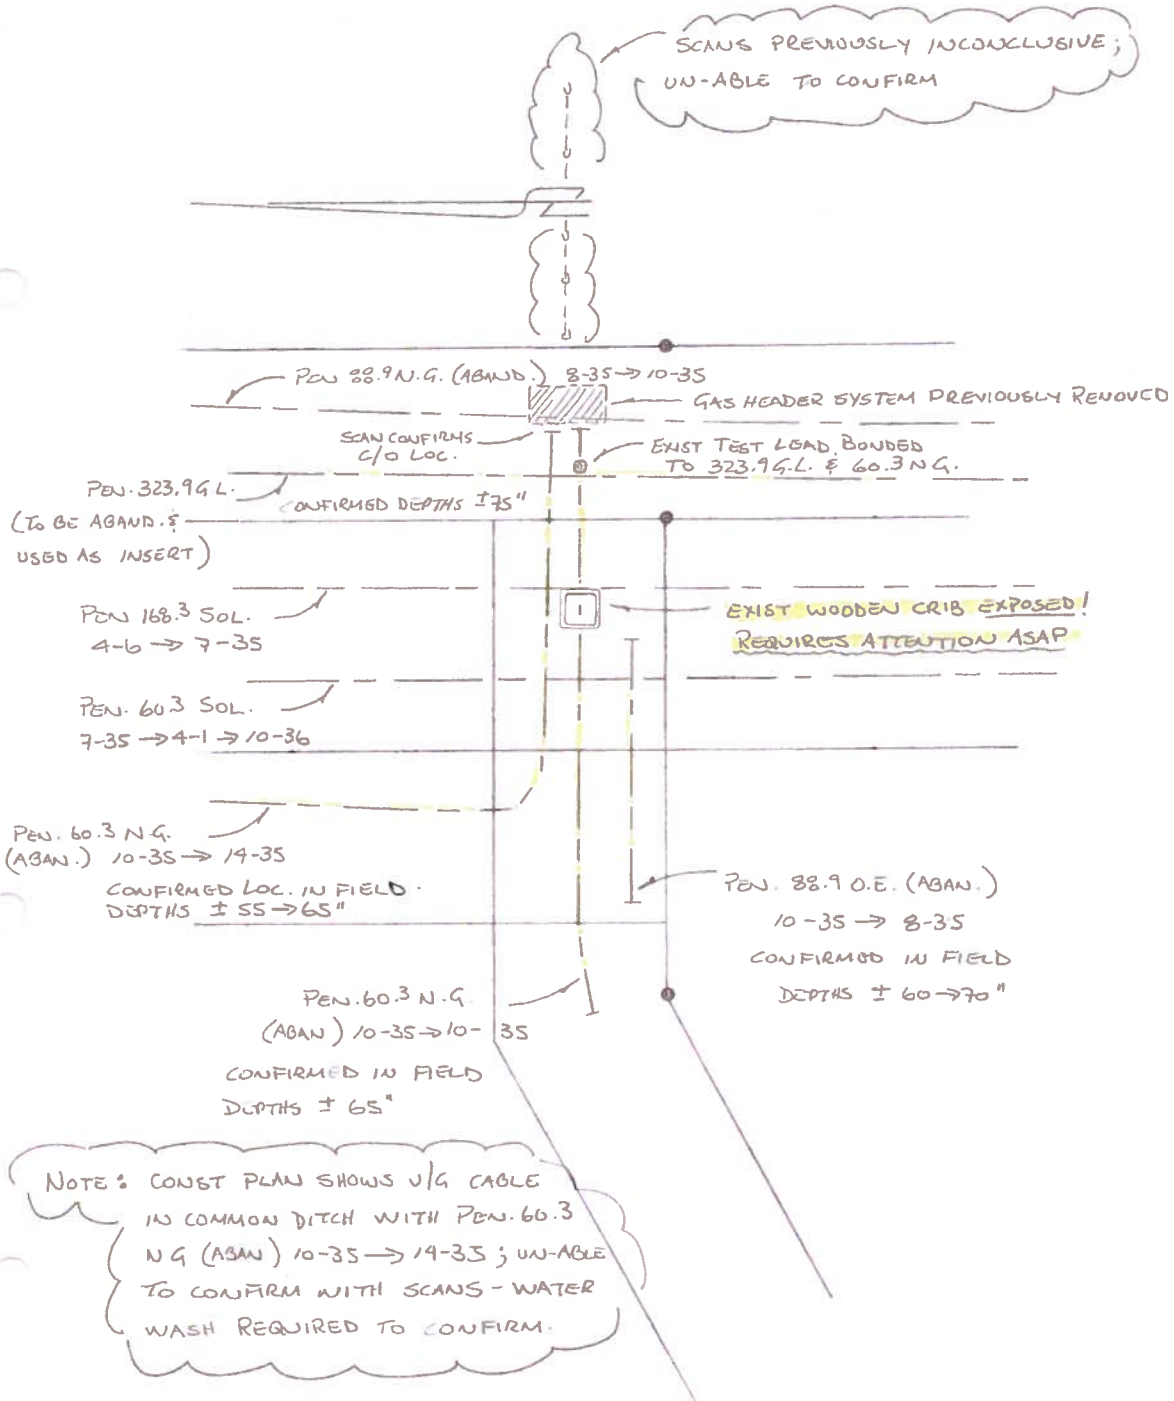 SCANS PREVIOUSLY INCONCLUSIVE;
UN-ABLE TO CONFIRM
PEN 88.9 N.G. (ABAND.) 8-35→10-35
GAS HEADER SYSTEM PREVIOUSLY REMOVED
SCAN CONFIRMS
C/O LOC.
EXIST TEST LEAD BONDED
TO 323.9 G.L. & 60.3 N.G.
PEN. 323.9 G.L.
(TO BE ABAND. &
USED AS INSERT)
CONFIRMED DEPTHS ±75"
PEN 168.3 SOL.
4-6 → 7-35
EXIST WOODEN CRIB EXPOSED!
REQUIRES ATTENTION ASAP
PEN. 60.3 SOL.
7-35 → 4-1 → 10-36
PEN. 60.3 N.G.
(ABAN.) 10-35 → 14-35
CONFIRMED LOC. IN FIELD.
DEPTHS ± 55→65"
PEN. 88.9 O.E. (ABAN.)
10-35 → 8-35
CONFIRMED IN FIELD
DEPTHS ± 60→70"
PEN. 60.3 N.G.
(ABAN) 10-35→10-35
CONFIRMED IN FIELD
DEPTHS ± 65"
NOTE: CONST PLAN SHOWS U/G CABLE
IN COMMON DITCH WITH PEN. 60.3
N G (ABAN) 10-35 → 14-35; UN-ABLE
TO CONFIRM WITH SCANS - WATER
WASH REQUIRED TO CONFIRM.